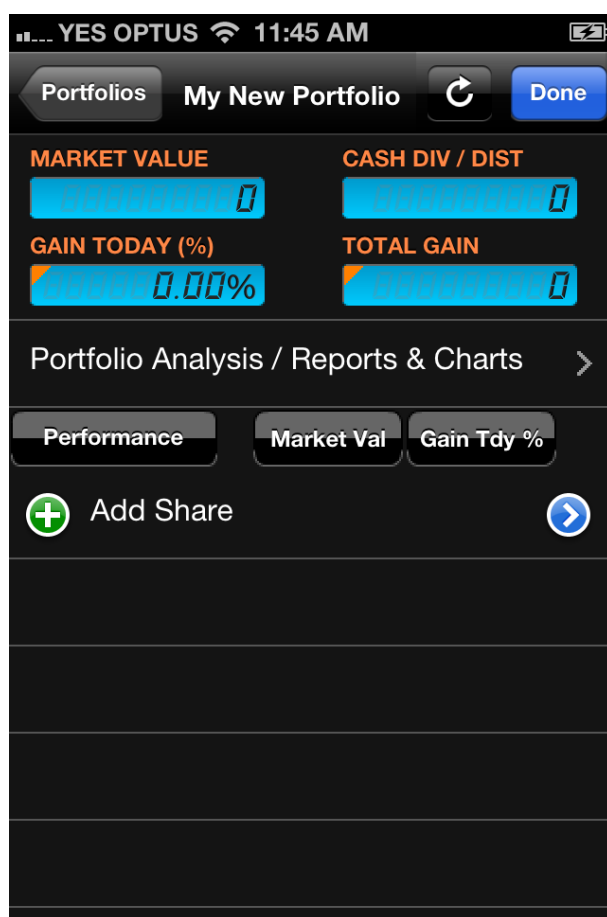 YES OPTUS 11:45 AM
Portfolios My New Portfolio Done
MARKET VALUE CASH DIV / DIST
0 0
GAIN TODAY (%) TOTAL GAIN
0.00% 0
Portfolio Analysis / Reports & Charts
Performance Market Val Gain Tdy %
Add Share